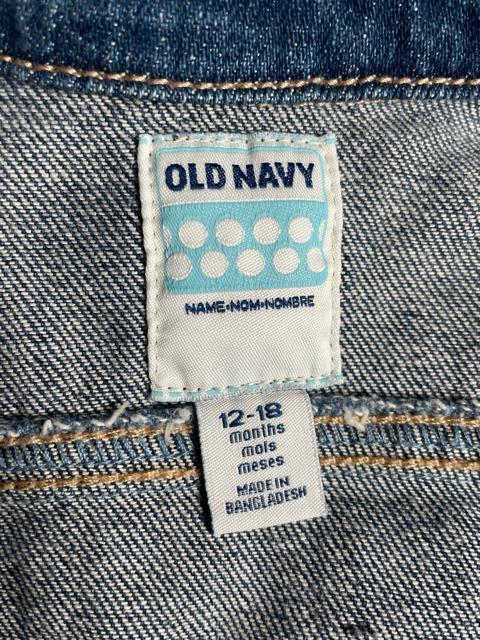 OLD NAVY
NAME•NOM•NOMBRE
12-18
months
mois
meses
MADE IN
BANGLADESH